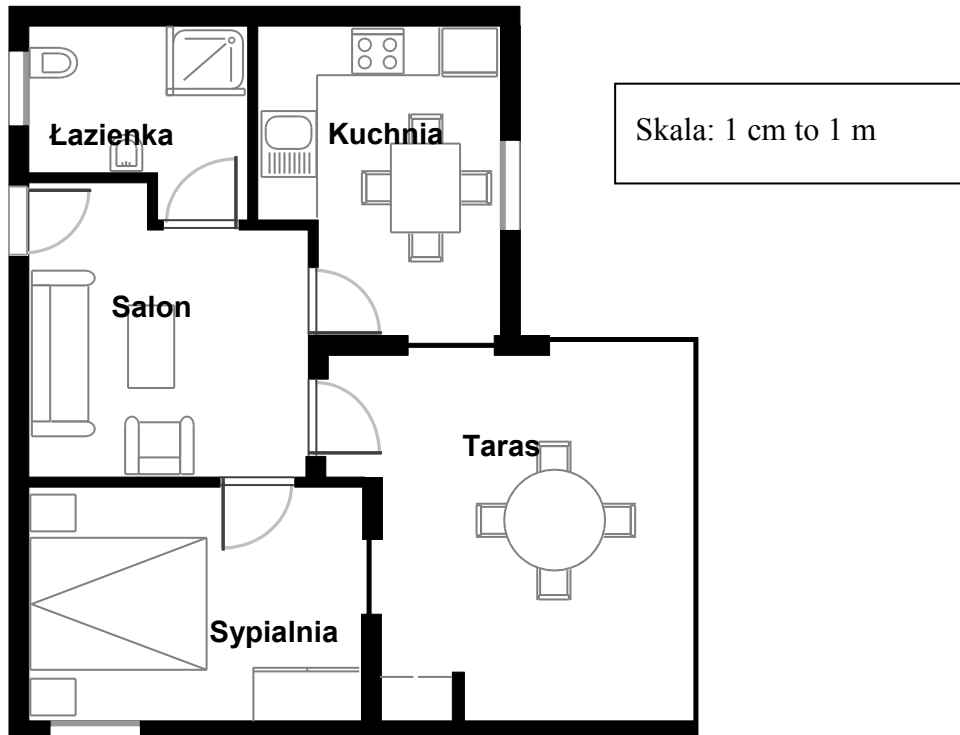 Łazienka
Kuchnia
Skala: 1 cm to 1 m
Salon
Taras
Sypialnia